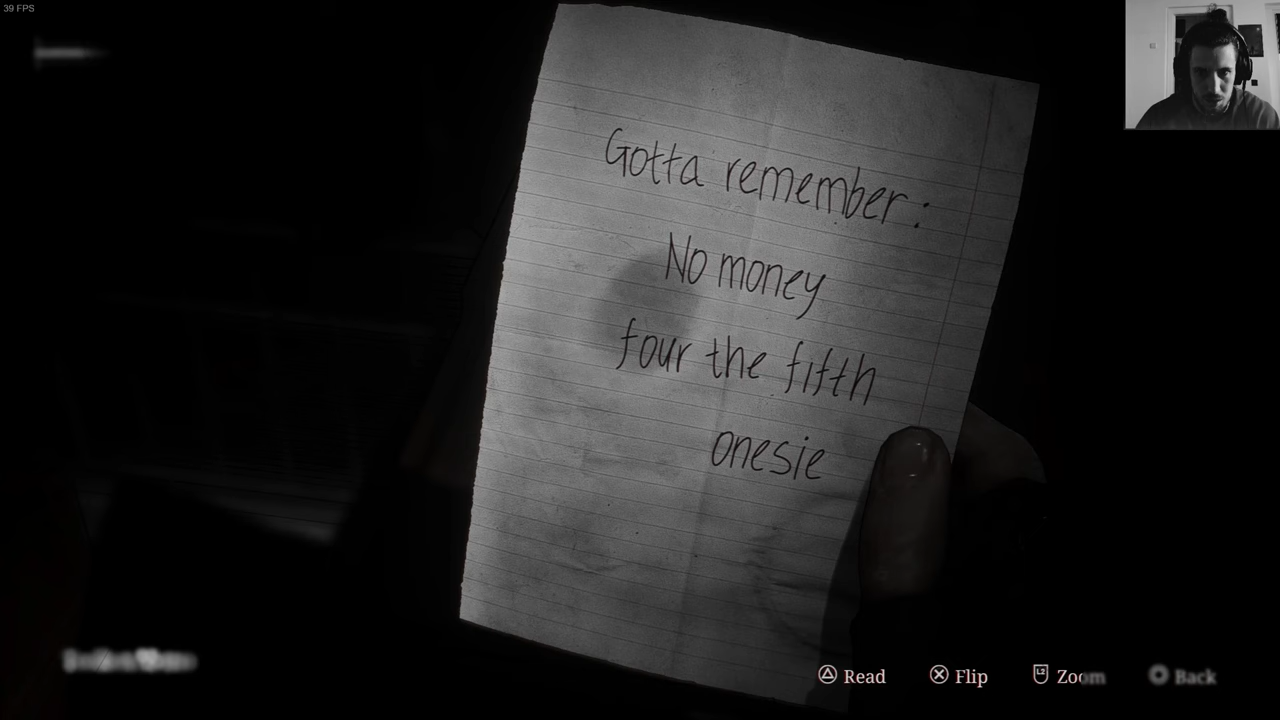 39 FPS
Gotta remember:
No money
four the fifth
onesie
Read Flip Zoom Back